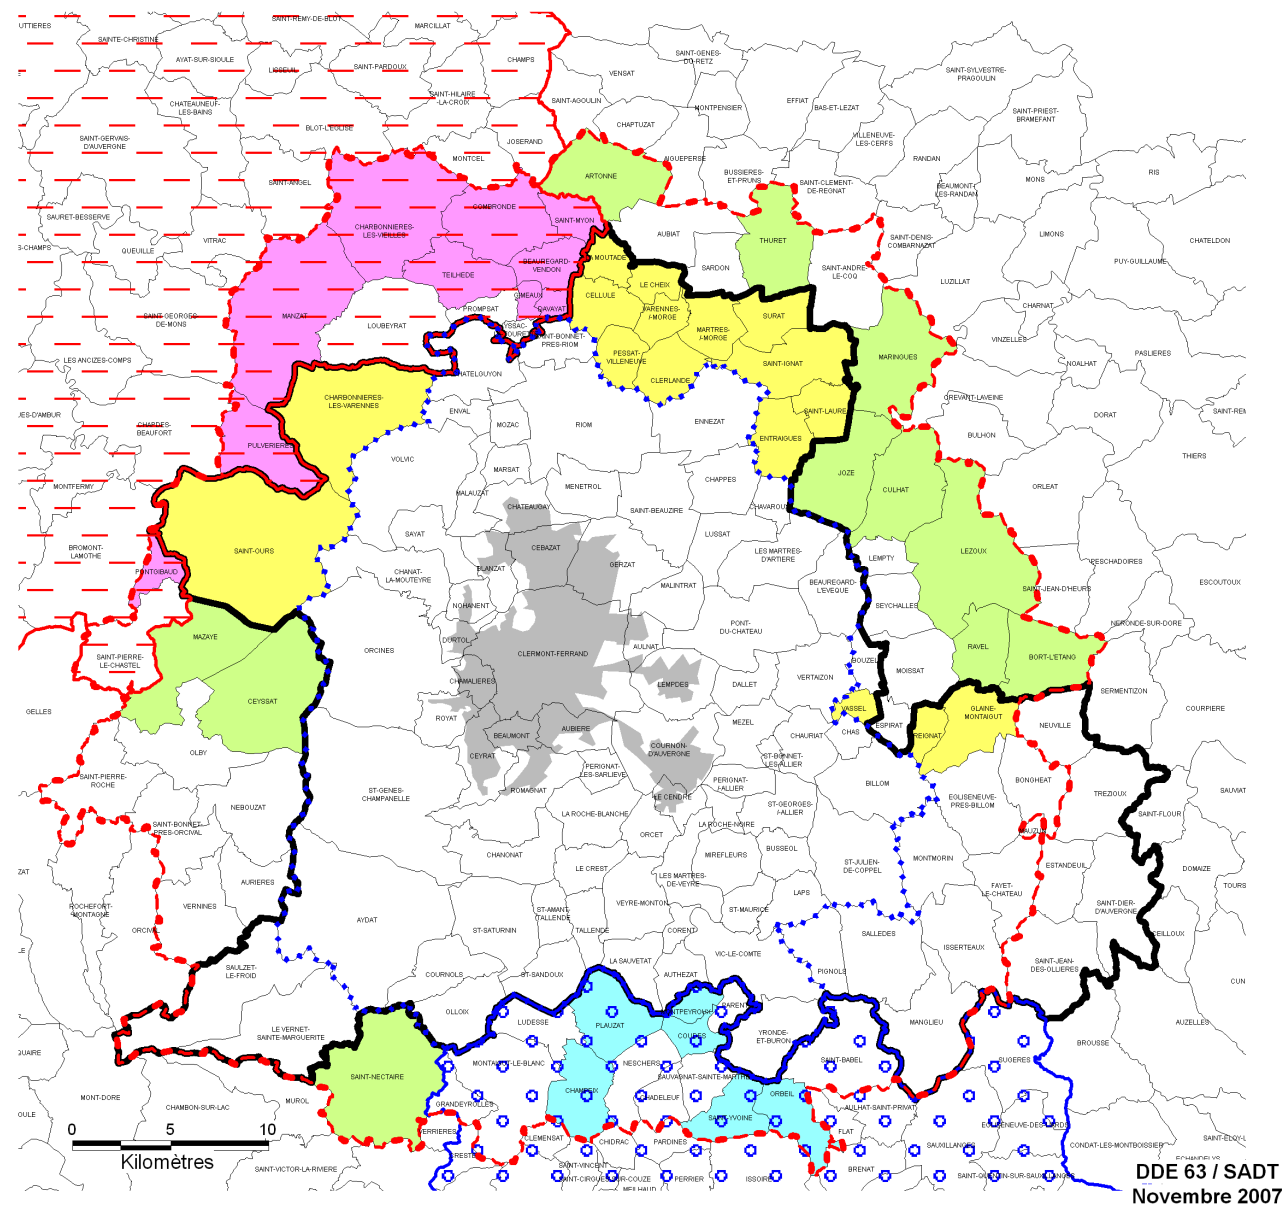 SAINT-REMY-DE-BLOT
MARCILLAT
SAINTE-CHRISTINE
AYAT-SUR-SIOULE
LISSEUIL
SAINT-PARDOUX
CHAMPS
SAINT-GENES-
DU-RETZ
VENSAT
SAINT-SYLVESTRE-
PRAGOULIN
CHATEAUNEUF-
LES-BAINS
SAINT-HILAIRE
-LA-CROIX
SAINT-AGOULIN
MONTPENSIER
EFFIAT
BAS-ET-LEZAT
SAINT-PRIEST-
BRAMEFANT
SAINT-GERVAIS-
D'AUVERGNE
BLOT-L'EGLISE
CHAPTUZAT
JOSERAND
VILLENEUVE-
LES-CERFS
MONTCEL
AIGUEPERSE
RANDAN
SAINT-ANGEL
ARTONNE
BUSSIERES-
ET-PRUNS
SAINT-CLEMENT-
DE-REGNAT
BEAUMONT-
LES-RANDAN
MONS
RIS
SAURET-BESSERVE
COMBRONDE
SAINT-MYON
CHARBONNIERES-
LES-VIEILLES
AUBIAT
THURET
SAINT-DENIS-
COMBARNAZAT
LIMONS
CHATELDON
S-CHAMPS
QUEUILLE
VITRAC
BEAUREGARD-
VENDON
TEILHEDE
SARDON
SAINT-ANDRE-
LE-COQ
LUZILLAT
PUY-GUILLAUME
GIMEAUX
DAVAYAT
CELLULE
LE CHEIX
VARENNES-
/-MORGE
SURAT
CHARNAT
SAINT-GEORGES-
DE-MONS
MANZAT
LOUBEYRAT
PROMPSAT
MARTRES-
/-MORGE
VINZELLES
LES ANCIZES-COMPS
PESSAT-
VILLENEUVE
SAINT-IGNAT
MARINGUES
PASLIERES
NOALHAT
CLERLANDE
CHARBONNIERES-
LES-VARENNES
ENVAL
MOZAC
RIOM
ENNEZAT
ENTRAIGUES
CREVANT-LAVEINE
DORAT
CHARDES-
BEAUFORT
PULVERIERES
VOLVIC
BULHON
THIERS
MARSAT
MONTFERMY
MALAUZAT
MENETROL
CHAPPES
JOZE
CULHAT
ORLEAT
CHATEAUGAY
SAINT-BEAUZIRE
SAYAT
LUSSAT
BROMONT-
LAMOTHE
SAINT-OURS
CEBAZAT
GERZAT
LES MARTRES-
D'ARTIERE
LEMPTY
LEZOUX
PESCHADOIRES
PONTGIBAUD
CHANAT-
LA-MOUTEYRE
BLANZAT
MALINTRAT
BEAUREGARD-
L'EVEQUE
SAINT-JEAN-D'HEURS
ESCOUTOUX
NOHANENT
SEYCHALLES
PONT-
DU-CHATEAU
NERONDE-SUR-DORE
MAZAYE
ORCINES
DURTOL
CLERMONT-FERRAND
AULNAT
RAVEL
BORT-L'ETANG
SAINT-PIERRE-
LE-CHASTEL
BOUZEL
MOISSAT
CHAMALIERES
LEMPDES
DALLET
VERTAIZON
SERMENTIZON
CEYSSAT
VASSEL
GLAINE-
MONTAIGUT
COURPIERE
GELLES
ROYAT
AUBIERE
MEZEL
CHAURIAT
CHAS
ESPIRAT
REIGNAT
NEUVILLE
BEAUMONT
COURNON-
D'AUVERGNE
OLBY
CEYRAT
PERIGNAT-
LES-SARLIEVE
ST-BONNET-
LES-ALLIER
BILLOM
BONGHEAT
SAINT-PIERRE-
ROCHE
ST-GENES-
CHAMPANELLE
ROMAGNAT
PERIGNAT-
/-ALLIER
LE CENDRE
EGLISENEUVE-
PRES-BILLOM
TREZIOUX
SAUVIAT
NEBOUZAT
LA ROCHE-BLANCHE
ST-GEORGES-
/-ALLIER
SAINT-FLOUR
SAINT-BONNET-
PRES-ORCIVAL
ORCET
LA ROCHE-NOIRE
MAUZUN
CHANONAT
MIREFLEURS
BUSSEOL
ST-JULIEN-
DE-COPPEL
MONTMORIN
ESTANDEUIL
DOMAIZE
AURIERES
LE CREST
LES MARTRES-
DE-VEYRE
LAPS
FAYET-
LE-CHATEAU
TOURS
ROCHEFORT-
MONTAGNE
VERNINES
AYDAT
ST-AMANT-
TALLENDE
VEYRE-MONTON
ST-MAURICE
SAINT-DIER-
D'AUVERGNE
ORCIVAL
ST-SATURNIN
TALLENDE
CORENT
SALLEDES
ISSERTEAUX
CEILLOUX
SAULZET-
LE-FROID
COURNOLS
ST-SANDOUX
LA SAUVETAT
AUTHEZAT
VIC-LE-COMTE
PIGNOLS
SAINT-JEAN-
DES-OLLIERES
CUN
OLLOIX
LUDESSE
PLAUZAT
MANGLIEU
AUZELLES
LE VERNET-
SAINTE-MARGUERITE
COUDES
YRONDE-
ET-BURON
BROUSSE
SAINT-NECTAIRE
MONTAIGUT-LE-BLANC
NESCHERS
SAINT-BABEL
SUGERES
MONT-DORE
CHAMBON-SUR-LAC
MUROL
GRANDEYROLLES
CHAMPEIX
CHADELEUF
SAUVAGNAT-SAINTE-MARTHE
ORBEIL
AULHAT-SAINT-PRIVAT
SAINT-YVOINE
FLAT
VERRIERES
CLEMENSAT
CHIDRAC
PARDINES
SAUXILLANGES
CONDAT-LES-MONTBOISSIER
SAINT-ELOY-L
SAINT-VICTOR-LA-RIVIERE
SAINT-VINCENT
PERRIER
ISSOIRE
BRENAT
0 5 10
Kilomètres
DDE 63 / SADT
Novembre 2007